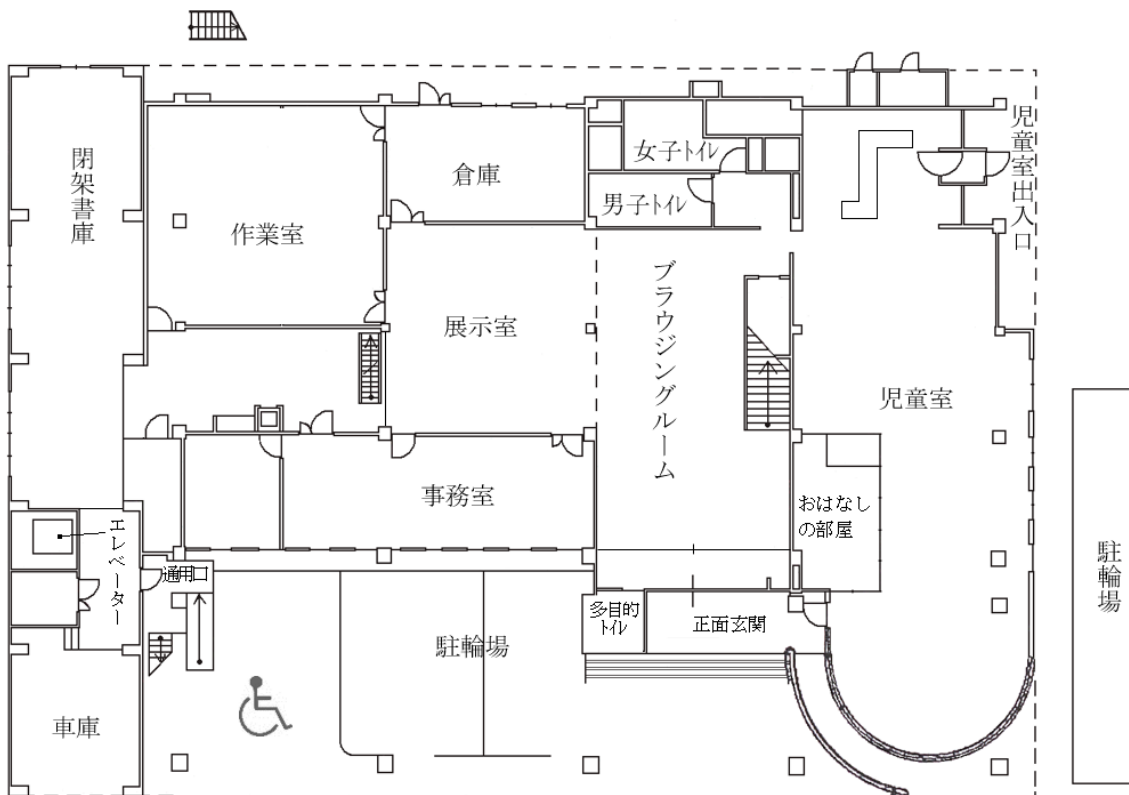 閉架書庫
作業室
倉庫
女子トイレ
男子トイレ
児童室出入口
展示室
ブラウジングルーム
児童室
事務室
おはなし
の部屋
エレベーター
通用口
多目的
トイレ
正面玄関
駐輪場
駐輪場
車庫